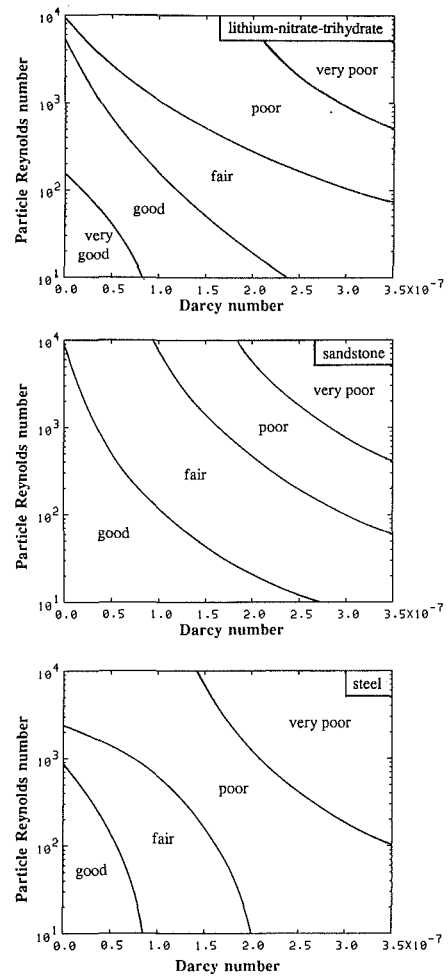 lithium-nitrate-trihydrate
Particle Reynolds number
10^4
10^3
10^2
10^1
very poor
poor
fair
good
very
good
0.0 0.5 1.0 1.5 2.0 2.5 3.0 3.5X10^-7
Darcy number
sandstone
Particle Reynolds number
10^4
10^3
10^2
10^1
very poor
poor
fair
good
0.0 0.5 1.0 1.5 2.0 2.5 3.0 3.5X10^-7
Darcy number
steel
Particle Reynolds number
10^4
10^3
10^2
10^1
very poor
poor
fair
good
0.0 0.5 1.0 1.5 2.0 2.5 3.0 3.5X10^-7
Darcy number